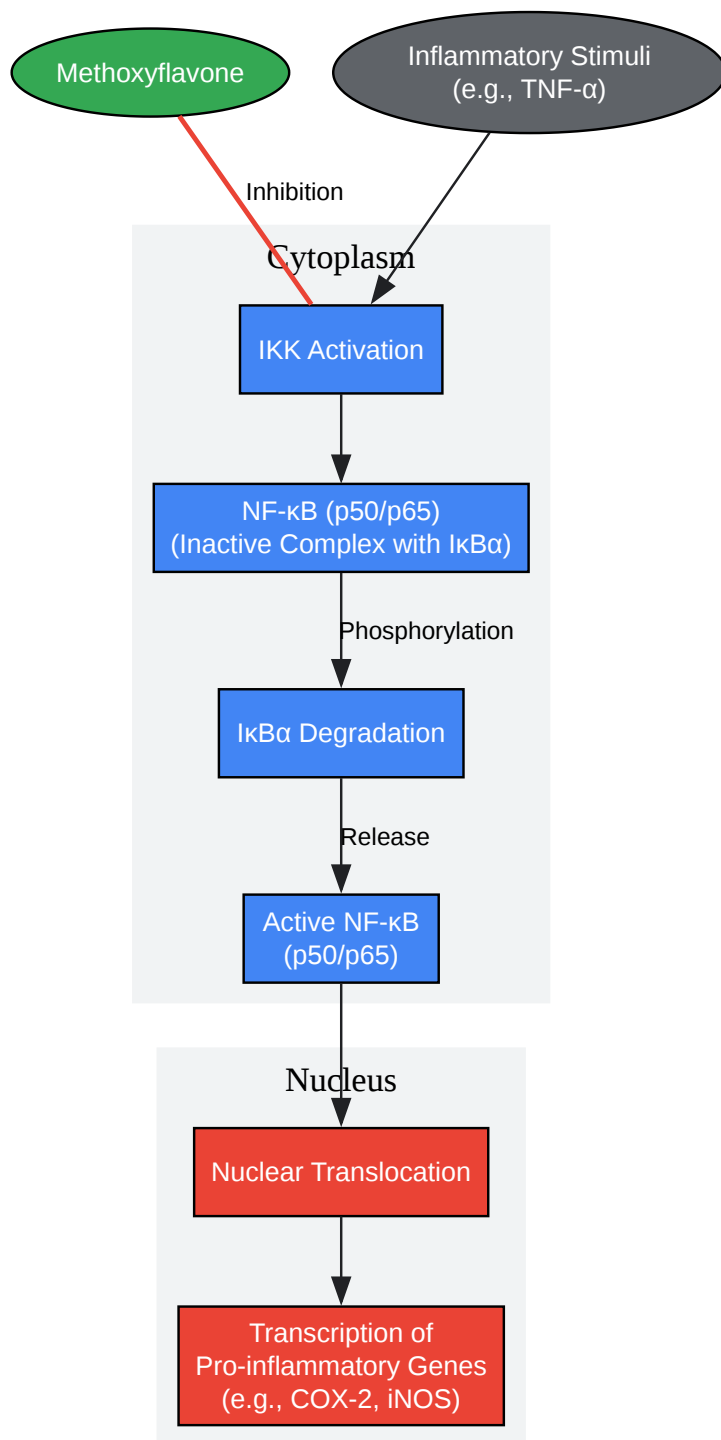 Methoxyflavone
Inflammatory Stimuli
(e.g., TNF-α)
Inhibition
Cytoplasm
IKK Activation
NF-κB (p50/p65)
(Inactive Complex with IκBα)
Phosphorylation
IκBα Degradation
Release
Active NF-κB
(p50/p65)
Nucleus
Nuclear Translocation
Transcription of
Pro-inflammatory Genes
(e.g., COX-2, iNOS)